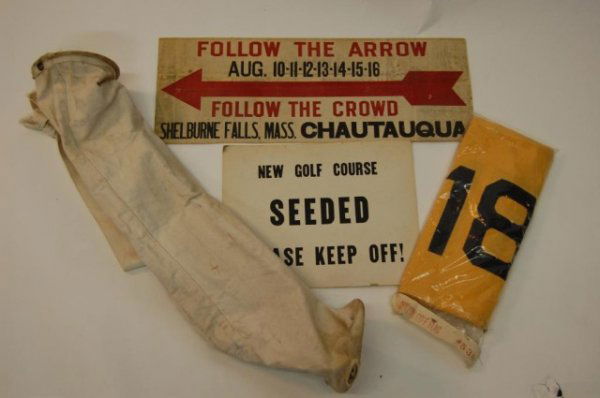 FOLLOW THE ARROW
AUG. 10-11-12-13-14-15-16
FOLLOW THE CROWD
SHELBURNE FALLS, MASS. CHAUTAUQUA
NEW GOLF COURSE
SEEDED
ASE KEEP OFF!
18